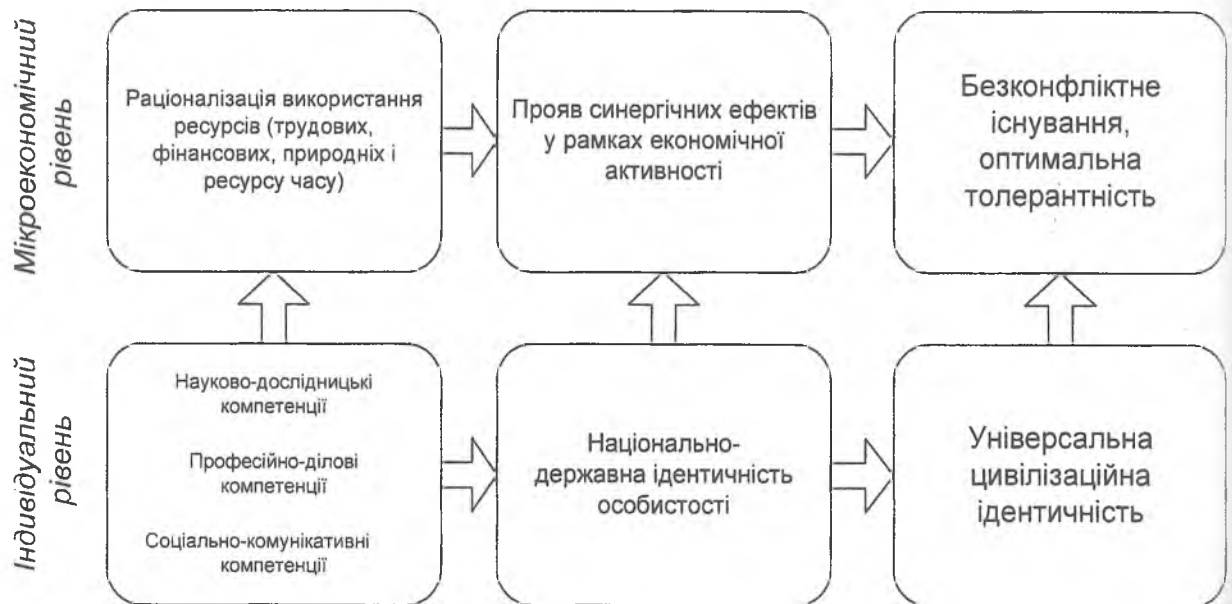 Мікроекономічний
рівень
Раціоналізація використання
ресурсів (трудових,
фінансових, природніх і
ресурсу часу)
Прояв синергічних ефектів
у рамках економічної
активності
Безконфліктне
існування,
оптимальна
толерантність
Індивідуальний
рівень
Науково-дослідницькі
компетенції
Професійно-ділові
компетенції
Соціально-комунікативні
компетенції
Національно-
державна ідентичність
особистості
Універсальна
цивілізаційна
ідентичність